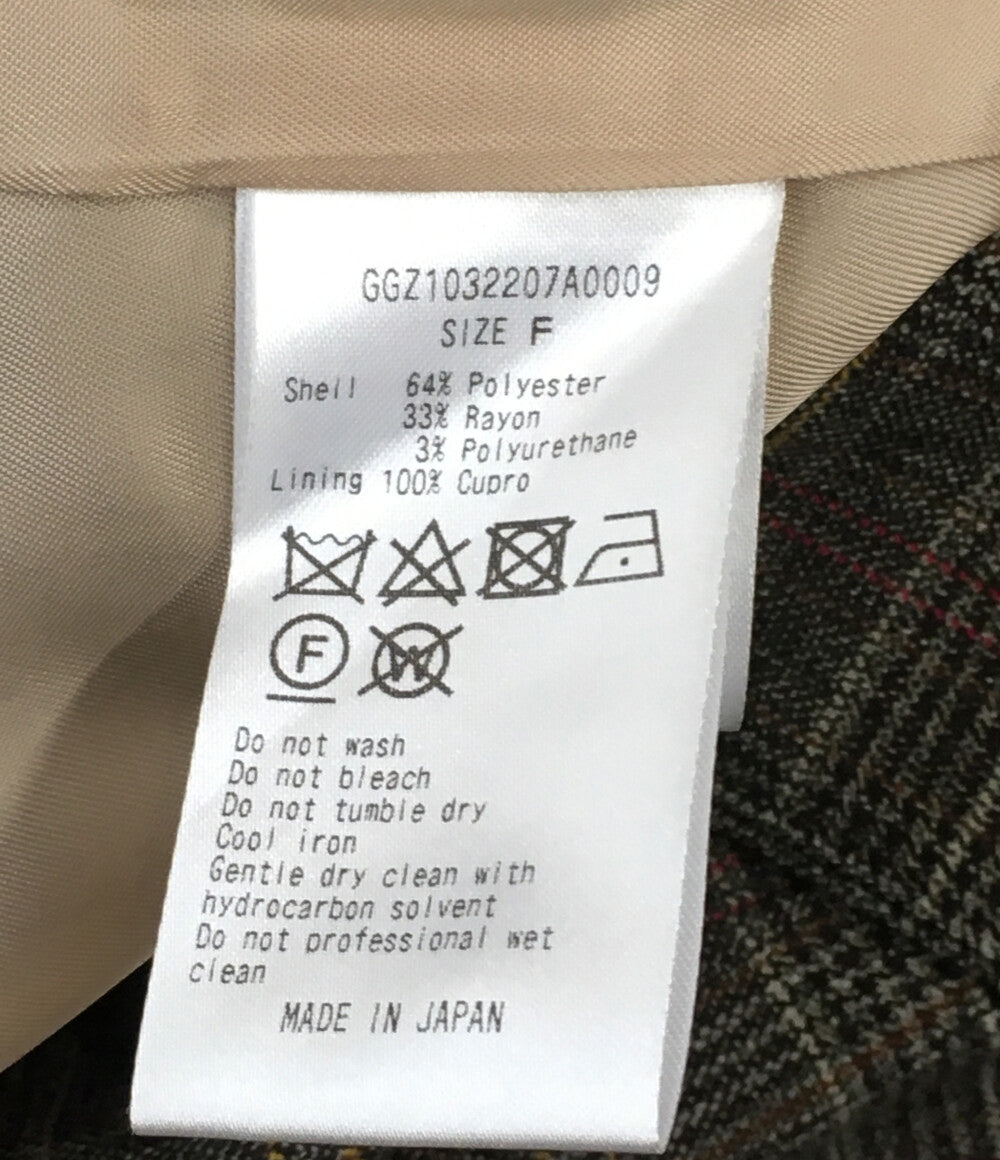 GGZ1032207A0009
SIZE F
Shell 64% Polyester
33% Rayon
3% Polyurethane
Lining 100% Cupro
F W
Do not wash
Do not bleach
Do not tumble dry
Cool iron
Gentle dry clean with
hydrocarbon solvent
Do not professional wet
clean
MADE IN JAPAN